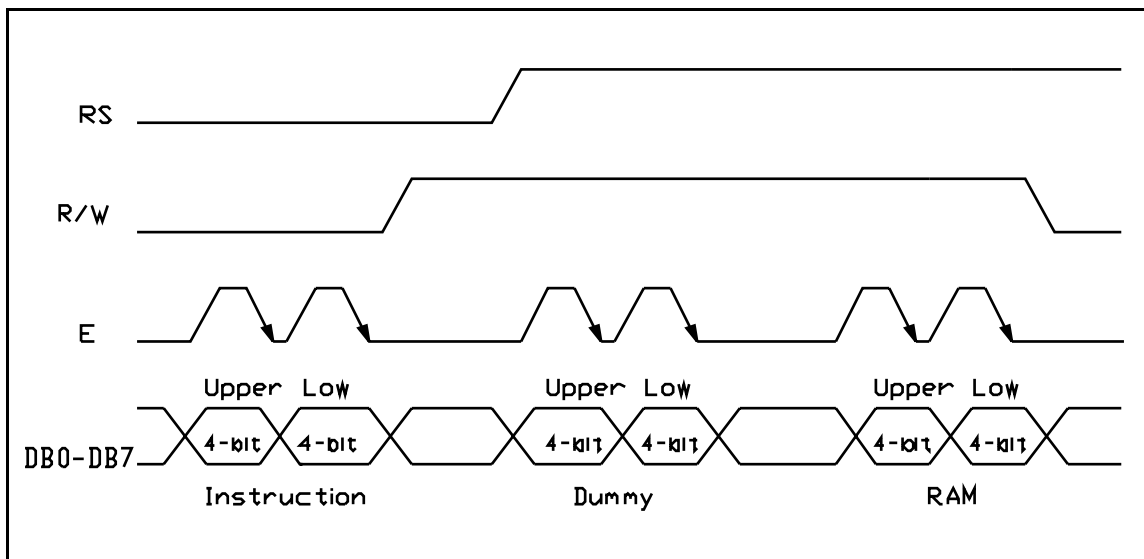 RS
R/W
E
Upper Low Upper Low Upper Low
4-bit 4-bit 4-bit 4-bit 4-bit 4-bit
DB0-DB7
Instruction Dummy RAM